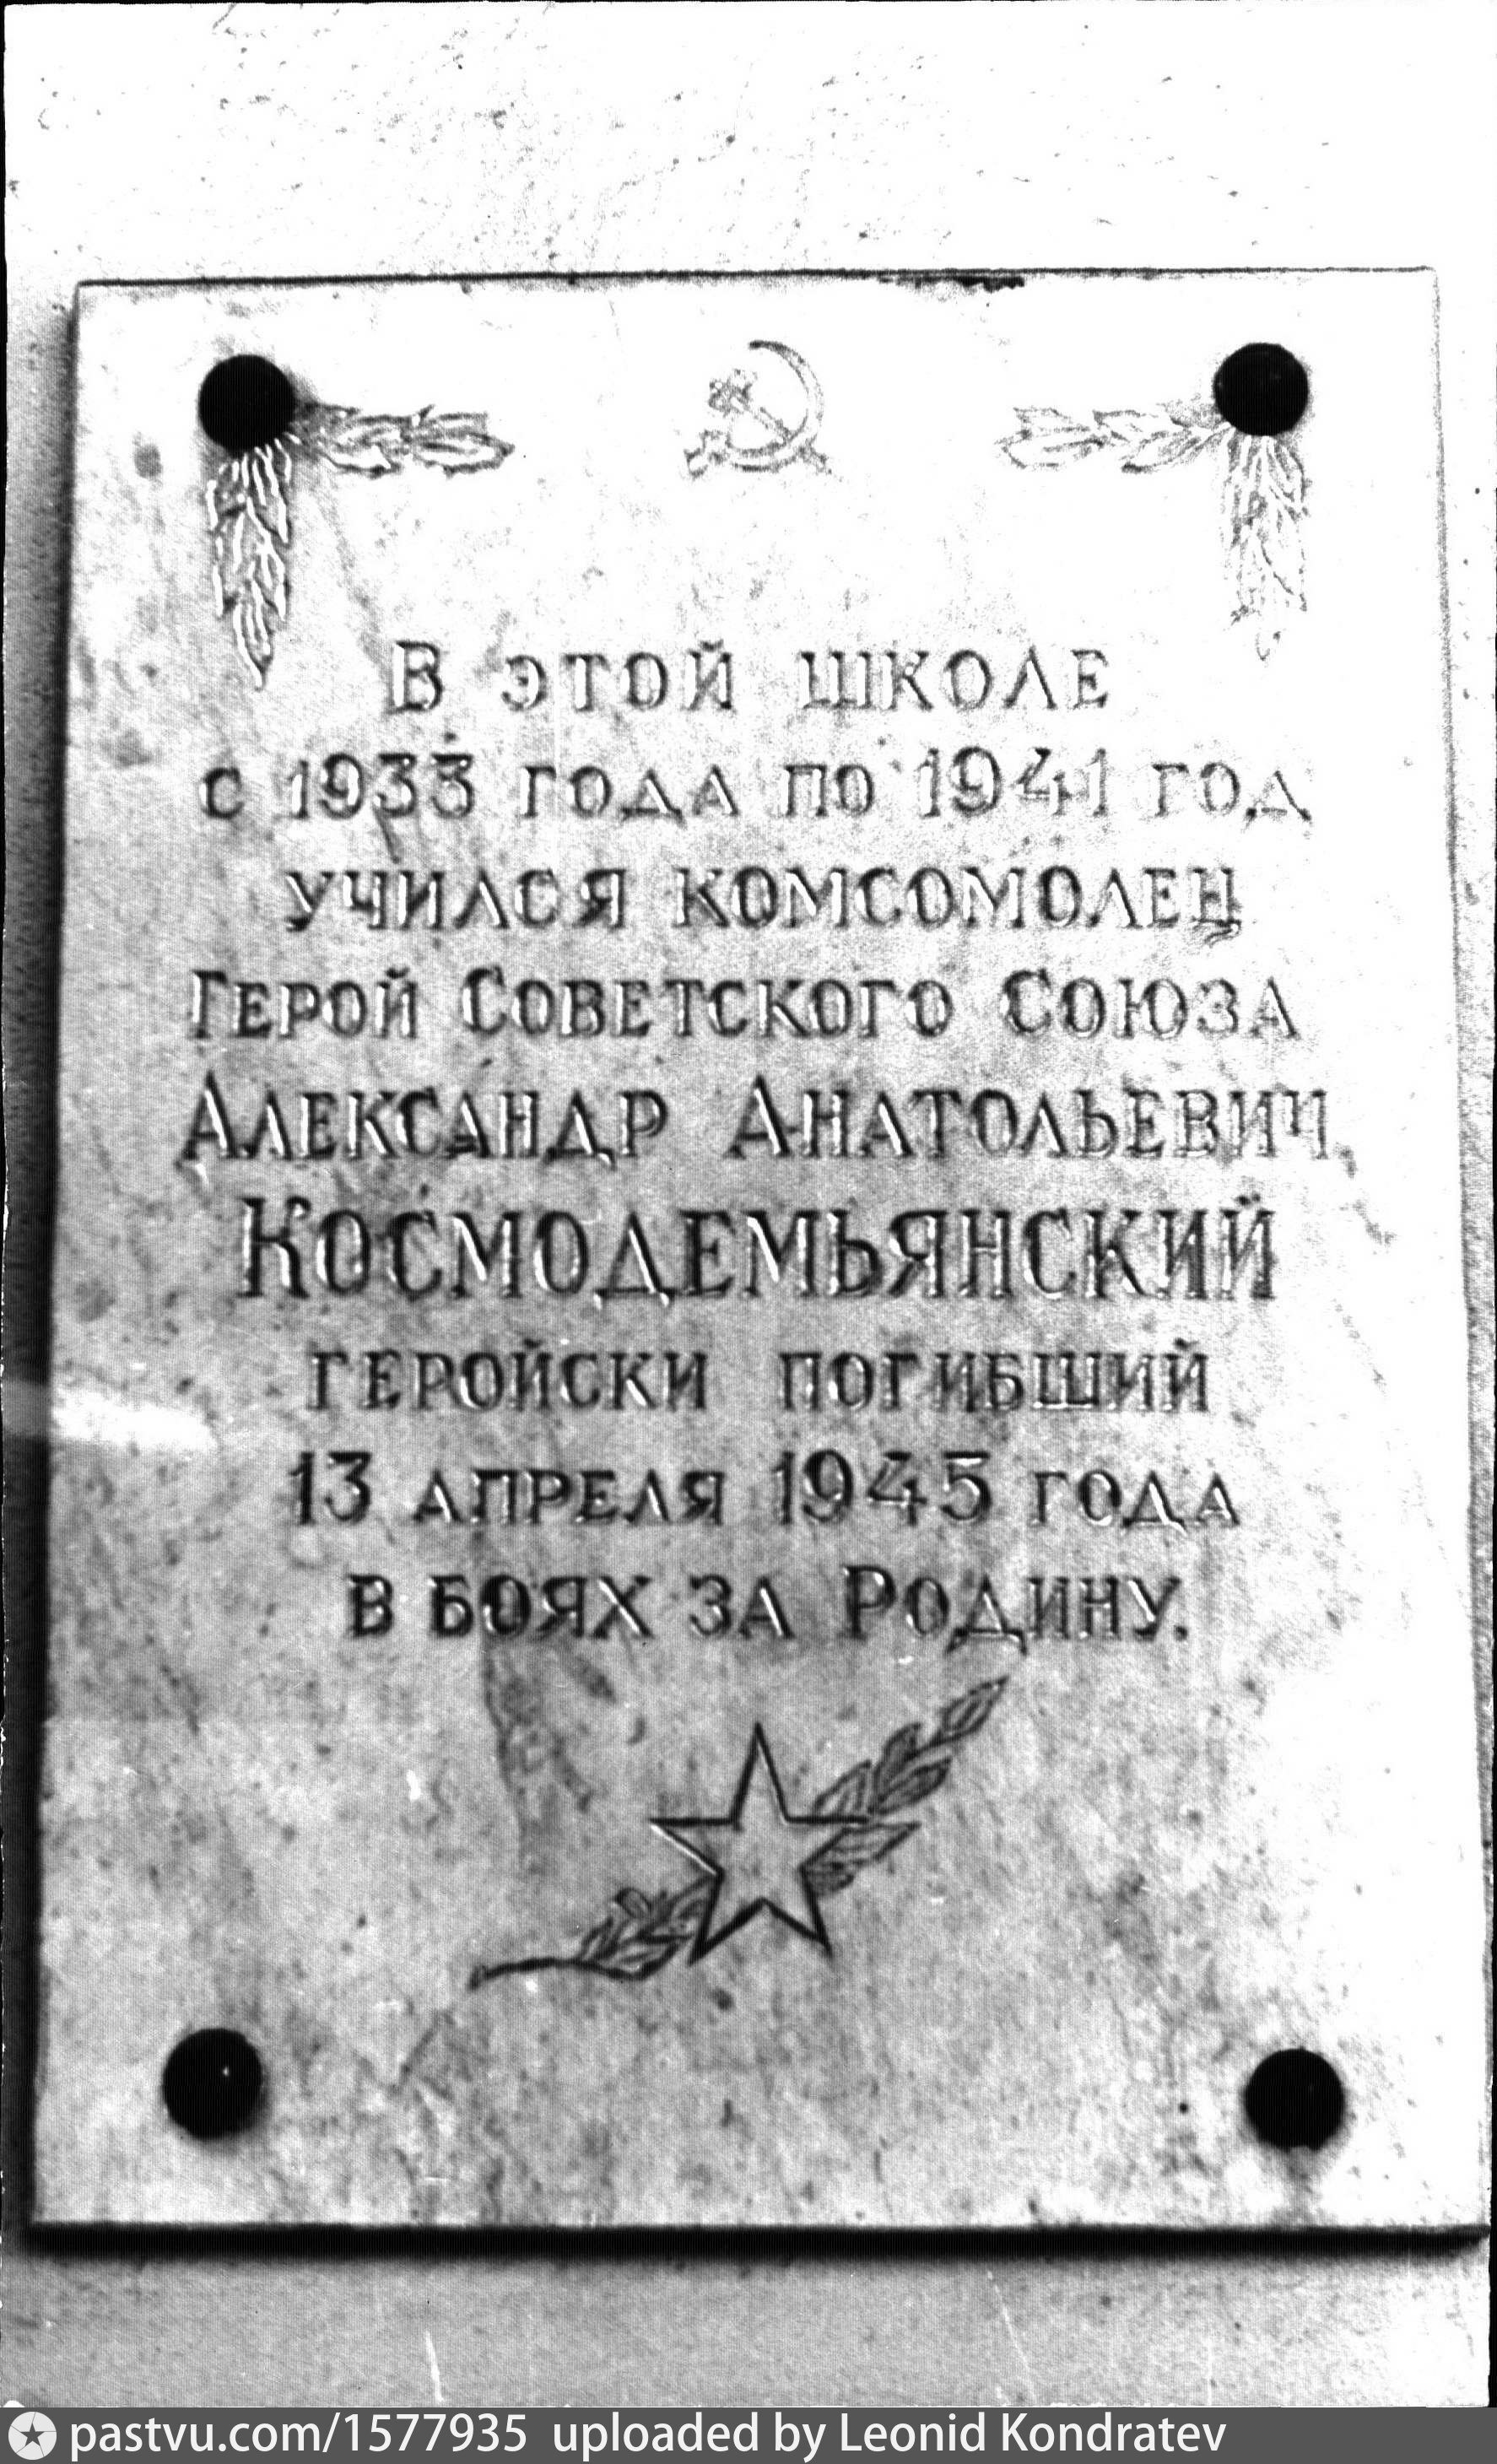 В ЭТОЙ ШКОЛЕ
С 1933 ГОДА ПО 1941 ГОД
УЧИЛСЯ КОМСОМОЛЕЦ
ГЕРОЙ СОВЕТСКОГО СОЮЗА
АЛЕКСАНДР АНАТОЛЬЕВИЧ
КОСМОДЕМЬЯНСКИЙ
ГЕРОЙСКИ ПОГИБШИЙ
13 АПРЕЛЯ 1945 ГОДА
В БОЯХ ЗА РОДИНУ.
pastvu.com/1577935 uploaded by Leonid Kondratev